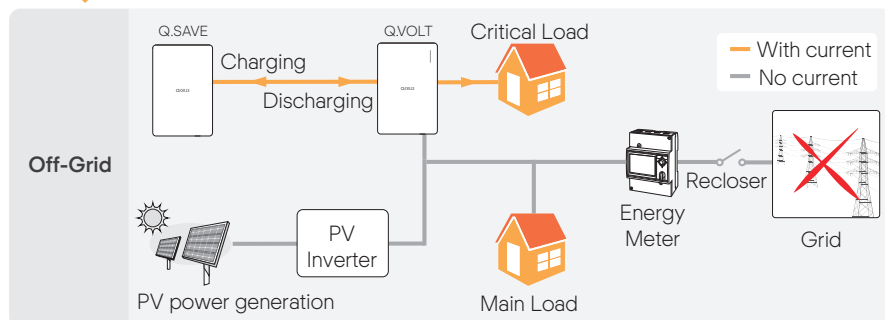 Q.SAVE
Q.VOLT
Critical Load
With current
No current
Charging
Discharging
Off-Grid
Recloser
Energy
Meter
Grid
PV
Inverter
PV power generation
Main Load